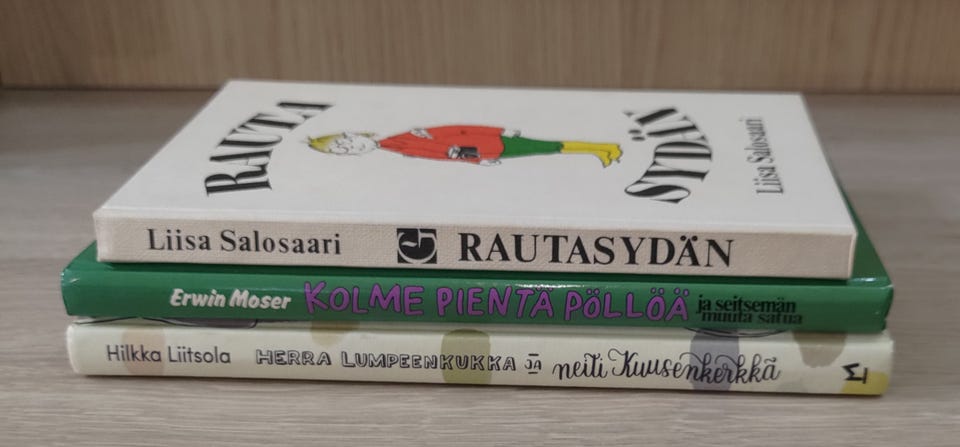 RAUTA
SYDÄN
Liisa Salosaari
Liisa Salosaari G RAUTASYDÄN
Erwin Moser KOLME PIENTÄ PÖLLÖÄ ja seitsemän
muuta satua
Hilkka Liitsola HERRA LUMPEENKUKKA JA neiti Kuusenkerkkä